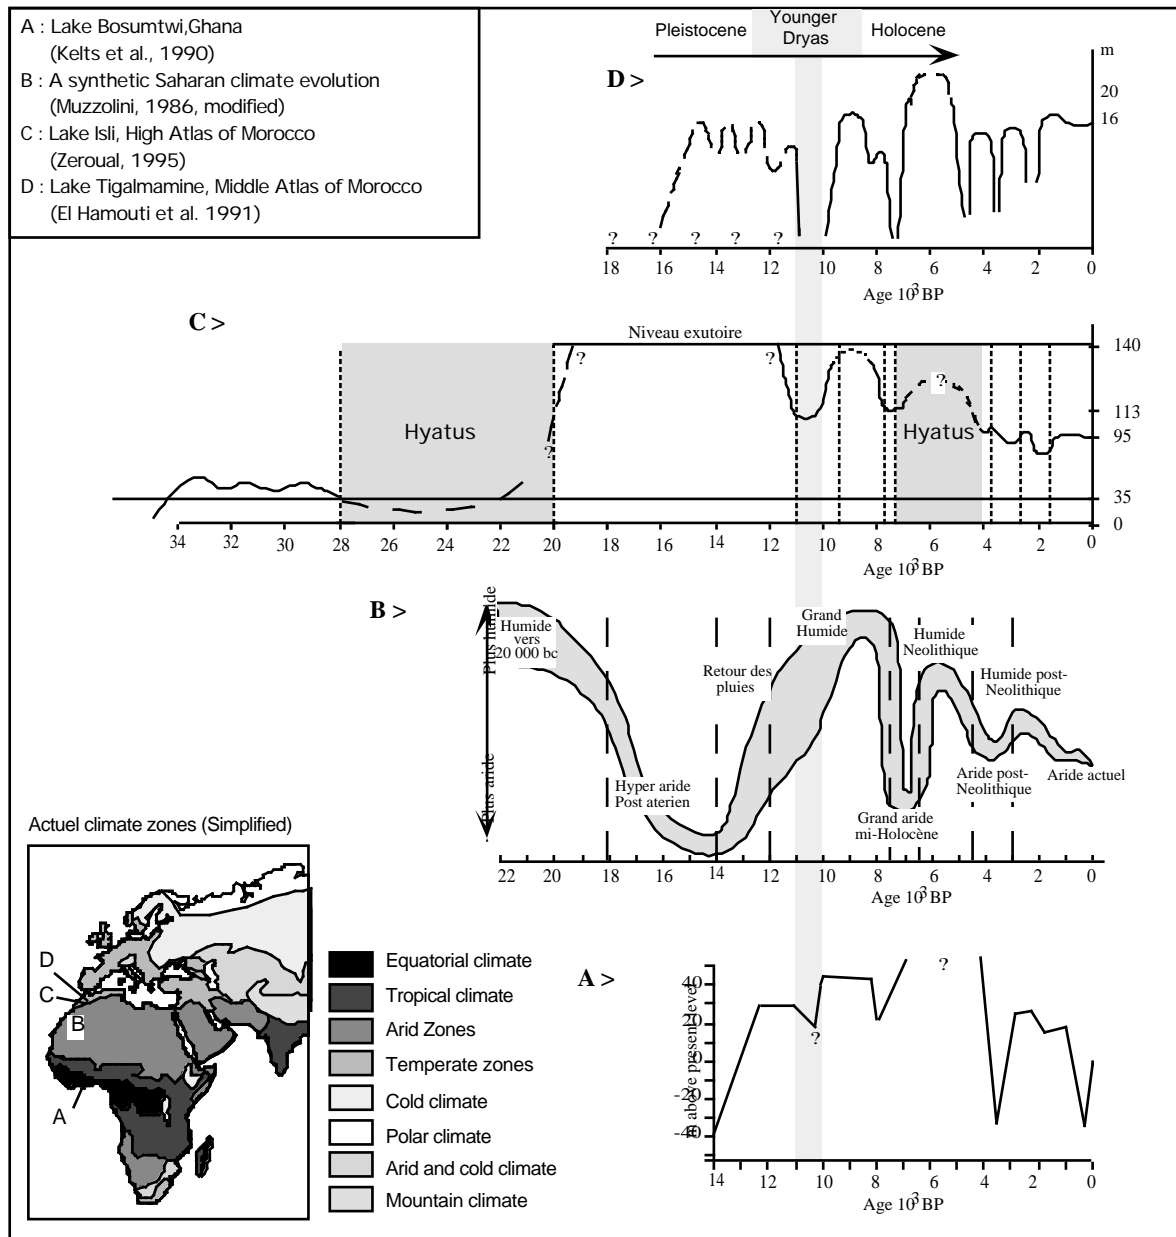 A : Lake Bosumtwi,Ghana
(Kelts et al., 1990)
B : A synthetic Saharan climate evolution
(Muzzolini, 1986, modified)
C : Lake Isli, High Atlas of Morocco
(Zeroual, 1995)
D : Lake Tigalmamine, Middle Atlas of Morocco
(El Hamouti et al. 1991)
Pleistocene
Younger
Dryas
Holocene
D >
m
20
16
? ? ? ? ?
18 16 14 12 10 8 6 4 2 0
Age 10³ BP
C >
Niveau exutoire
? ? ? ?
Hyatus
Hyatus
140
113
95
35
0
34 32 30 28 26 24 22 20 18 16 14 12 10 8 6 4 2 0
Age 10³ BP
B >
Plus humide
Plus aride
Humide
vers
20 000 bc
Hyper aride
Post aterien
Retour des
pluies
Grand
Humide
Grand aride
mi-Holocène
Humide
Neolithique
Aride post-
Neolithique
Humide post-
Neolithique
Aride actuel
22 20 18 16 14 12 10 8 6 4 2 0
Age 10³ BP
Actuel climate zones (Simplified)
D
C
B
A
Equatorial climate
Tropical climate
Arid Zones
Temperate zones
Cold climate
Polar climate
Arid and cold climate
Mountain climate
A >
m above present level
40
20
0
-20
-40
? ?
14 12 10 8 6 4 2 0
Age 10³ BP